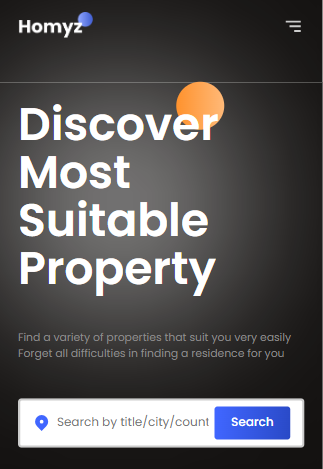 Homyz
Discover
Most
Suitable
Property
Find a variety of properties that suit you very easily
Forget all difficulties in finding a residence for you
Search by title/city/count
Search